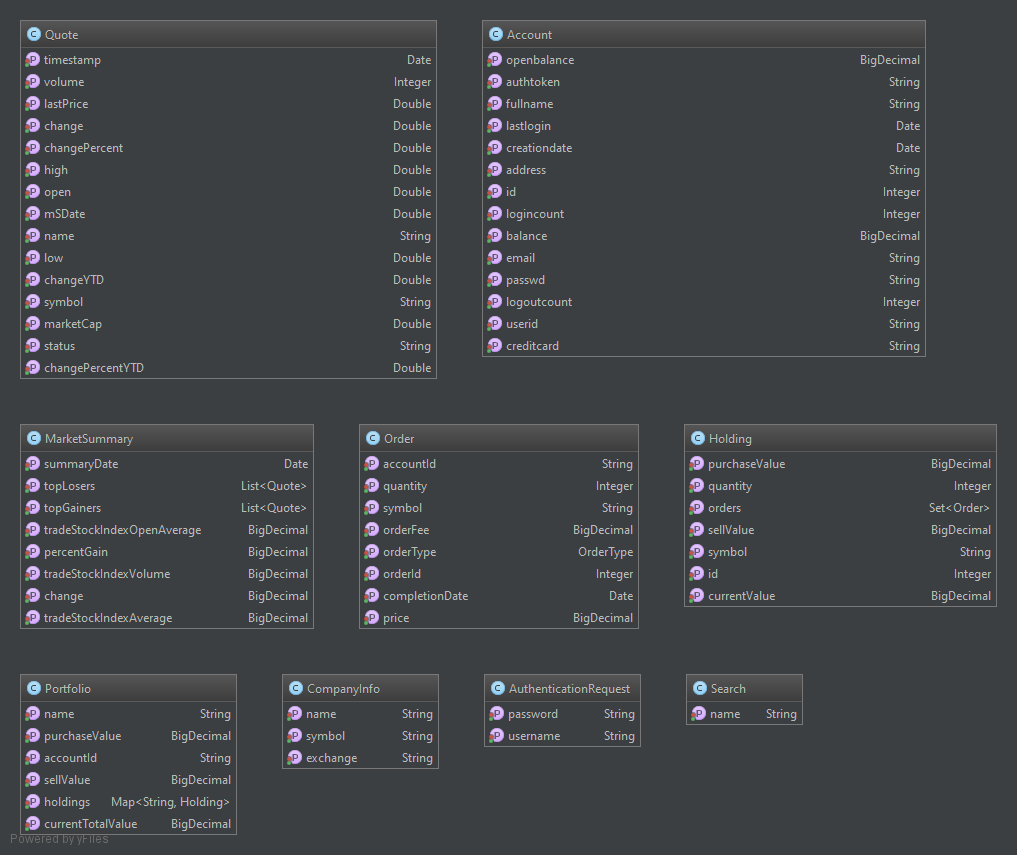 C Quote
P timestamp Date
P volume Integer
P lastPrice Double
P change Double
P changePercent Double
P high Double
P open Double
P mSDate Double
P name String
P low Double
P changeYTD Double
P symbol String
P marketCap Double
P status String
P changePercentYTD Double
C Account
P openbalance BigDecimal
P authtoken String
P fullname String
P lastlogin Date
P creationdate Date
P address String
P id Integer
P logincount Integer
P balance BigDecimal
P email String
P passwd String
P logoutcount Integer
P userid String
P creditcard String
C MarketSummary
P summaryDate Date
P topLosers List<Quote>
P topGainers List<Quote>
P tradeStockIndexOpenAverage BigDecimal
P percentGain BigDecimal
P tradeStockIndexVolume BigDecimal
P change BigDecimal
P tradeStockIndexAverage BigDecimal
C Order
P accountId String
P quantity Integer
P symbol String
P orderFee BigDecimal
P orderType OrderType
P orderId Integer
P completionDate Date
P price BigDecimal
C Holding
P purchaseValue BigDecimal
P quantity Integer
P orders Set<Order>
P sellValue BigDecimal
P symbol String
P id Integer
P currentValue BigDecimal
C Portfolio
P name String
P purchaseValue BigDecimal
P accountId String
P sellValue BigDecimal
P holdings Map<String, Holding>
P currentTotalValue BigDecimal
C CompanyInfo
P name String
P symbol String
P exchange String
C AuthenticationRequest
P password String
P username String
C Search
P name String
Powered by yFiles